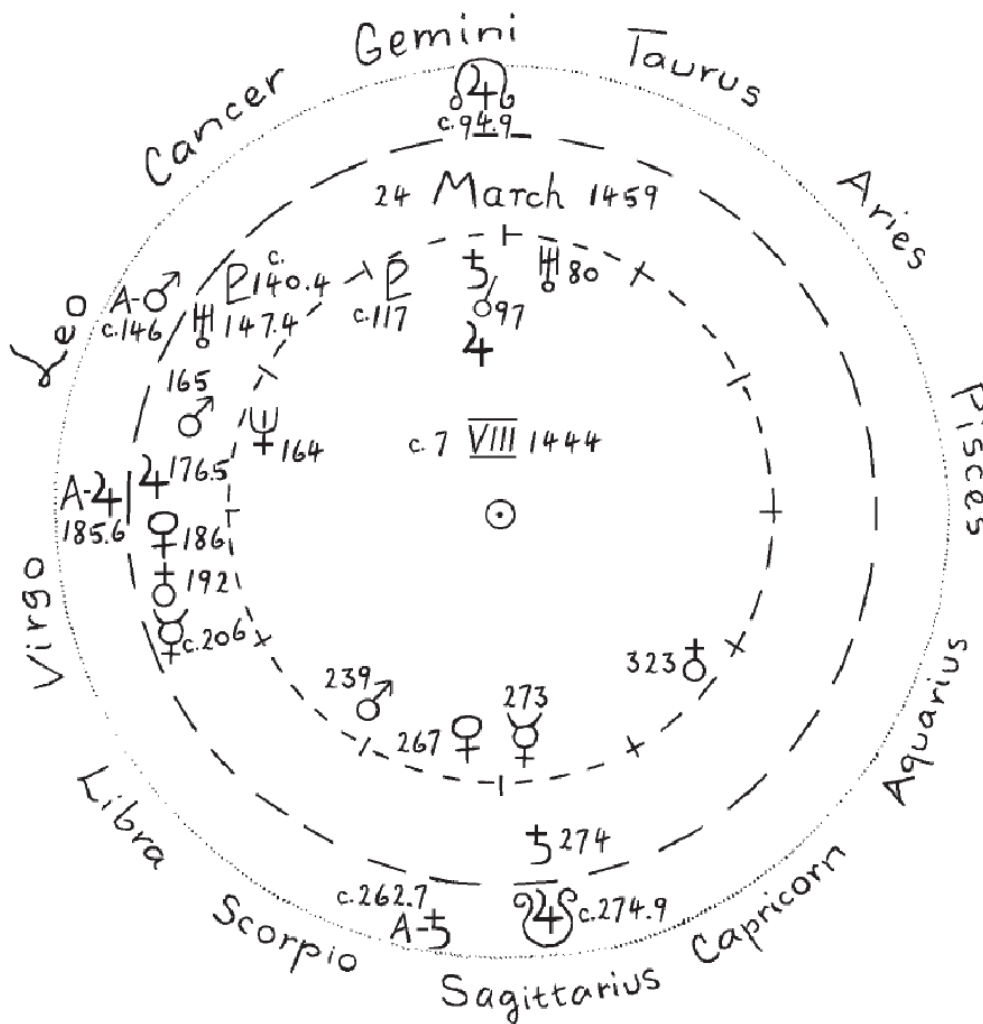 Gemini
Taurus
Cancer
Aries
Leo
Pisces
Virgo
Aquarius
Libra
Capricorn
Scorpio
Sagittarius
☊♃
c.94.9
24 March 1459
A-♂
c.146
♇ c.140.4
♅ 147.4
♇
c.117
♄
☌97
♃
♅80
165
♂
♆164
c. 7 VIII 1444
A-♃
185.6
♃176.5
♀186
☉
♁192
☿c.206
323♁
239
♂
267♀
273
☿
♄274
c.262.7
A-♄
☋♃c.274.9